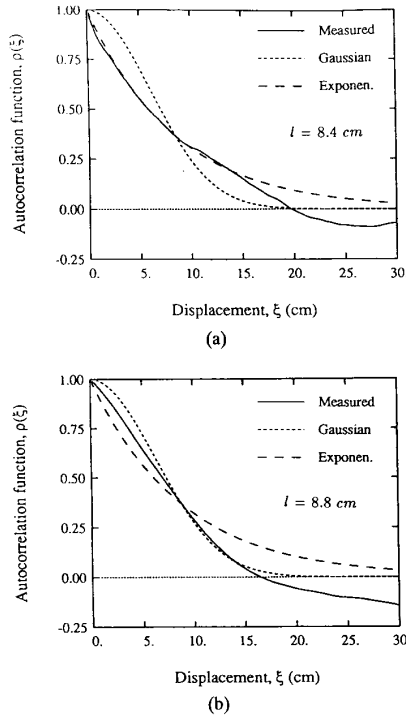 1.00
0.75
0.50
0.25
0.00
-0.25
Autocorrelation function, ρ(ξ)
Measured
Gaussian
Exponen.
l = 8.4 cm
0. 5. 10. 15. 20. 25. 30
Displacement, ξ (cm)
(a)
1.00
0.75
0.50
0.25
0.00
-0.25
Autocorrelation function, ρ(ξ)
Measured
Gaussian
Exponen.
l = 8.8 cm
0. 5. 10. 15. 20. 25. 30
Displacement, ξ (cm)
(b)